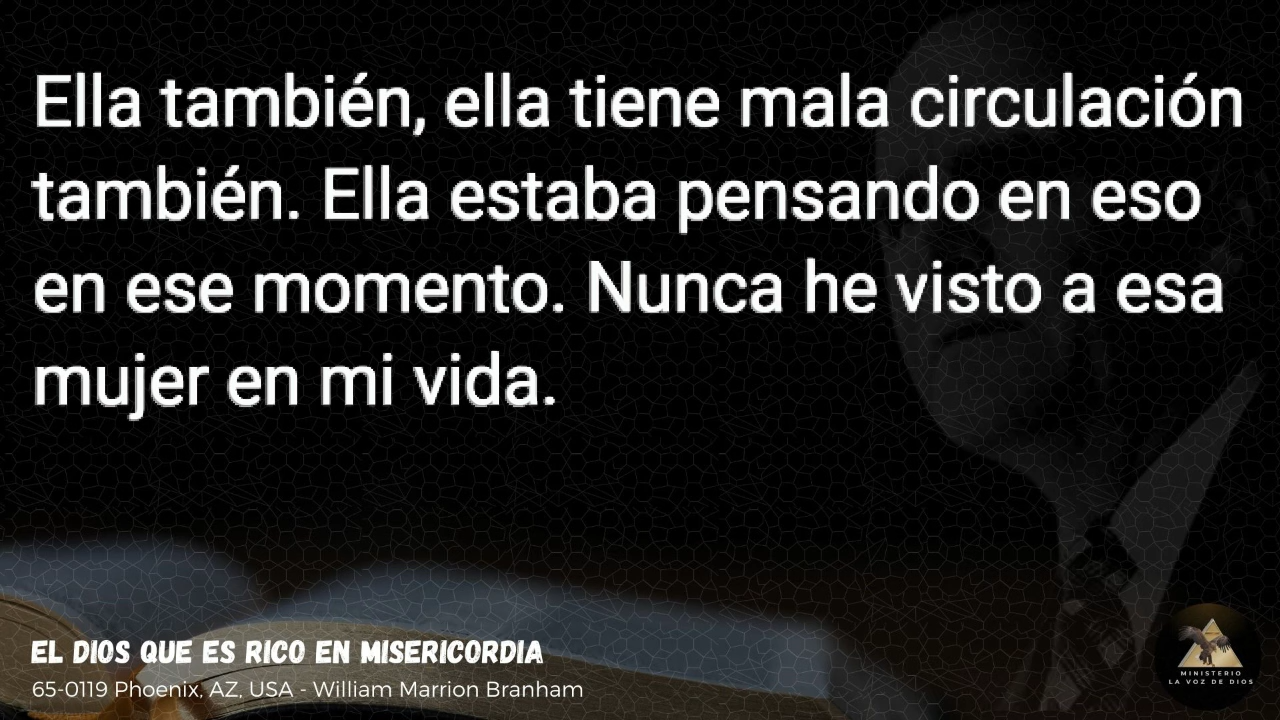 Ella también, ella tiene mala circulación
también. Ella estaba pensando en eso
en ese momento. Nunca he visto a esa
mujer en mi vida.
EL DIOS QUE ES RICO EN MISERICORDIA
65-0119 Phoenix, AZ, USA - William Marrion Branham
MINISTERIO
LA VOZ DE DIOS